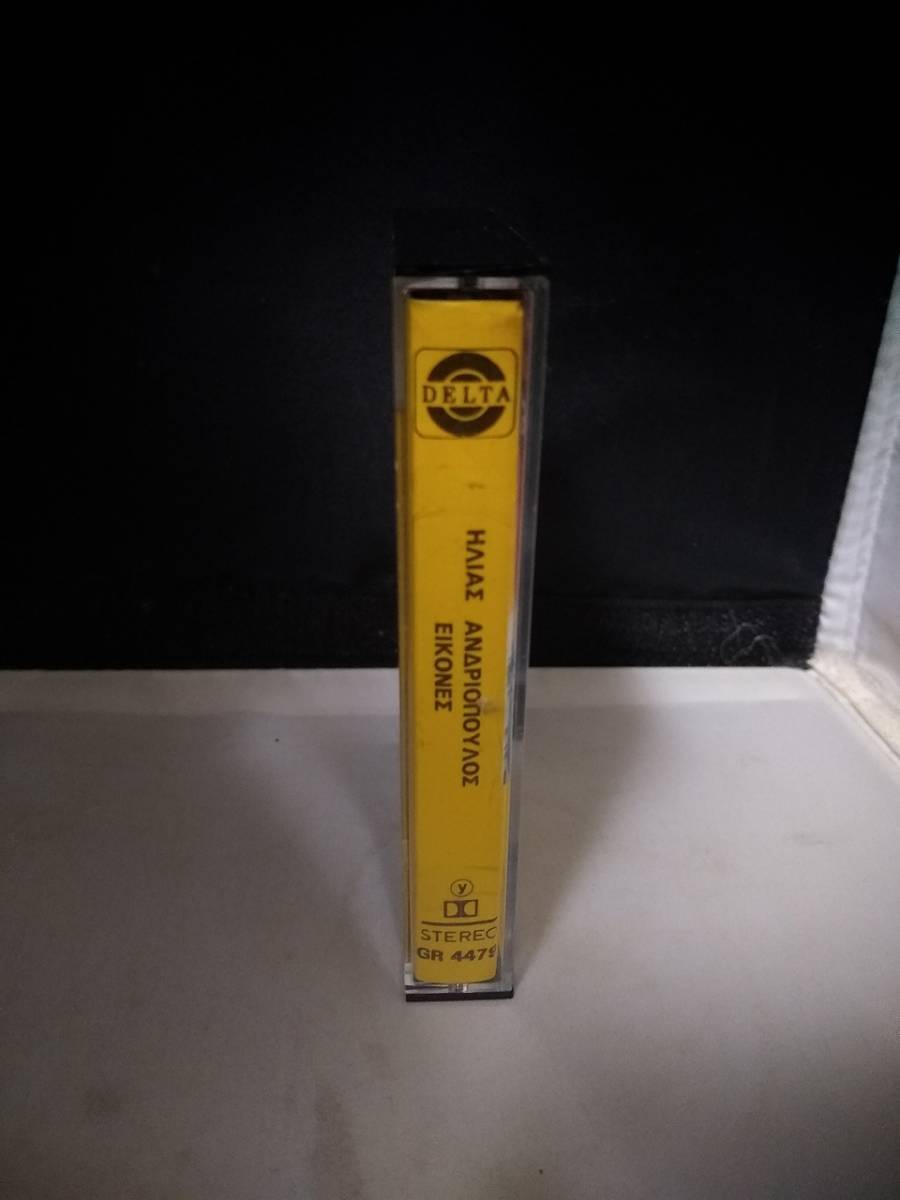 DELTA
ΗΛΙΑΣ ΑΝΔΡΙΟΠΟΥΛΟΣ
ΕΙΚΟΝΕΣ
y
STEREO
GR 4479